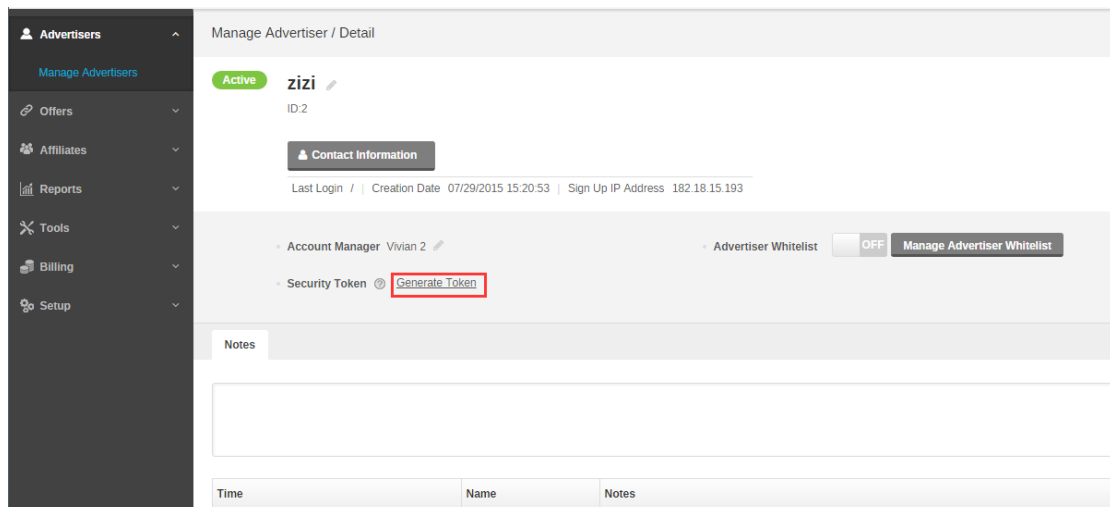 Advertisers
Manage Advertisers
Offers
Affiliates
Reports
Tools
Billing
Setup
Manage Advertiser / Detail
Active zizi
ID:2
Contact Information
Last Login / | Creation Date 07/29/2015 15:20:53 | Sign Up IP Address 182.18.15.193
Account Manager Vivian 2
Advertiser Whitelist OFF Manage Advertiser Whitelist
Security Token ? Generate Token
Notes
Time Name Notes